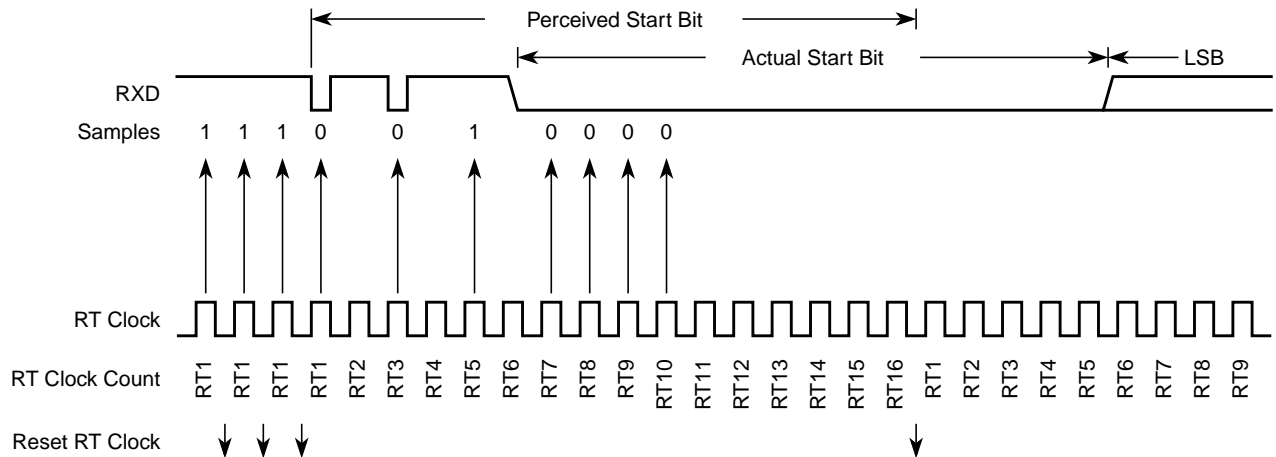 Perceived Start Bit
Actual Start Bit
LSB
RXD
Samples 1 1 1 0 0 1 0 0 0 0
RT Clock
RT Clock Count RT1 RT1 RT1 RT1 RT2 RT3 RT4 RT5 RT6 RT7 RT8 RT9 RT10 RT11 RT12 RT13 RT14 RT15 RT16 RT1 RT2 RT3 RT4 RT5 RT6 RT7 RT8 RT9
Reset RT Clock